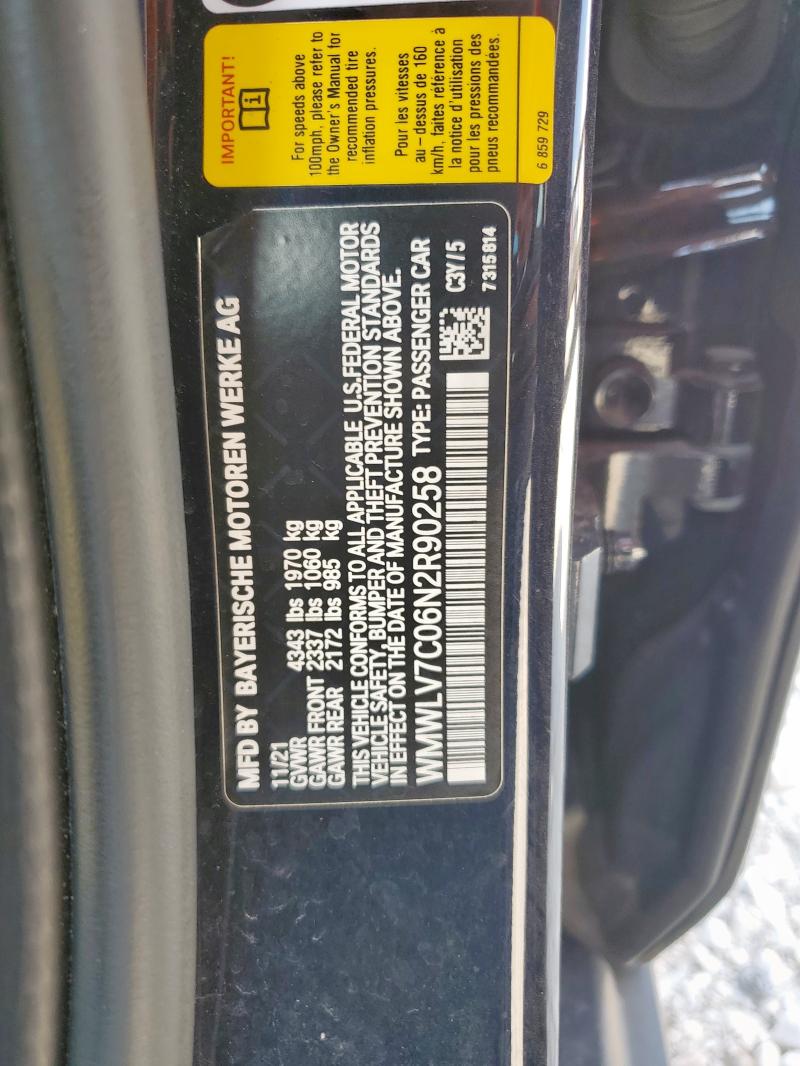 IMPORTANT!
For speeds above
100mph, please refer to
the Owner's Manual for
recommended tire
inflation pressures.
Pour les vitesses
au – dessus de 160
km/h, faites référence à
la notice d'utilisation
pour les pressions des
pneus recommandées.
6 859 729
MFD BY BAYERISCHE MOTOREN WERKE AG
11/21
GVWR 4343 lbs 1970 kg
GAWR FRONT 2337 lbs 1060 kg
GAWR REAR 2172 lbs 985 kg
THIS VEHICLE CONFORMS TO ALL APPLICABLE U.S.FEDERAL MOTOR
VEHICLE SAFETY, BUMPER AND THEFT PREVENTION STANDARDS
IN EFFECT ON THE DATE OF MANUFACTURE SHOWN ABOVE.
WMWLV7C06N2R90258 TYPE: PASSENGER CAR
C3Y/5
7315814